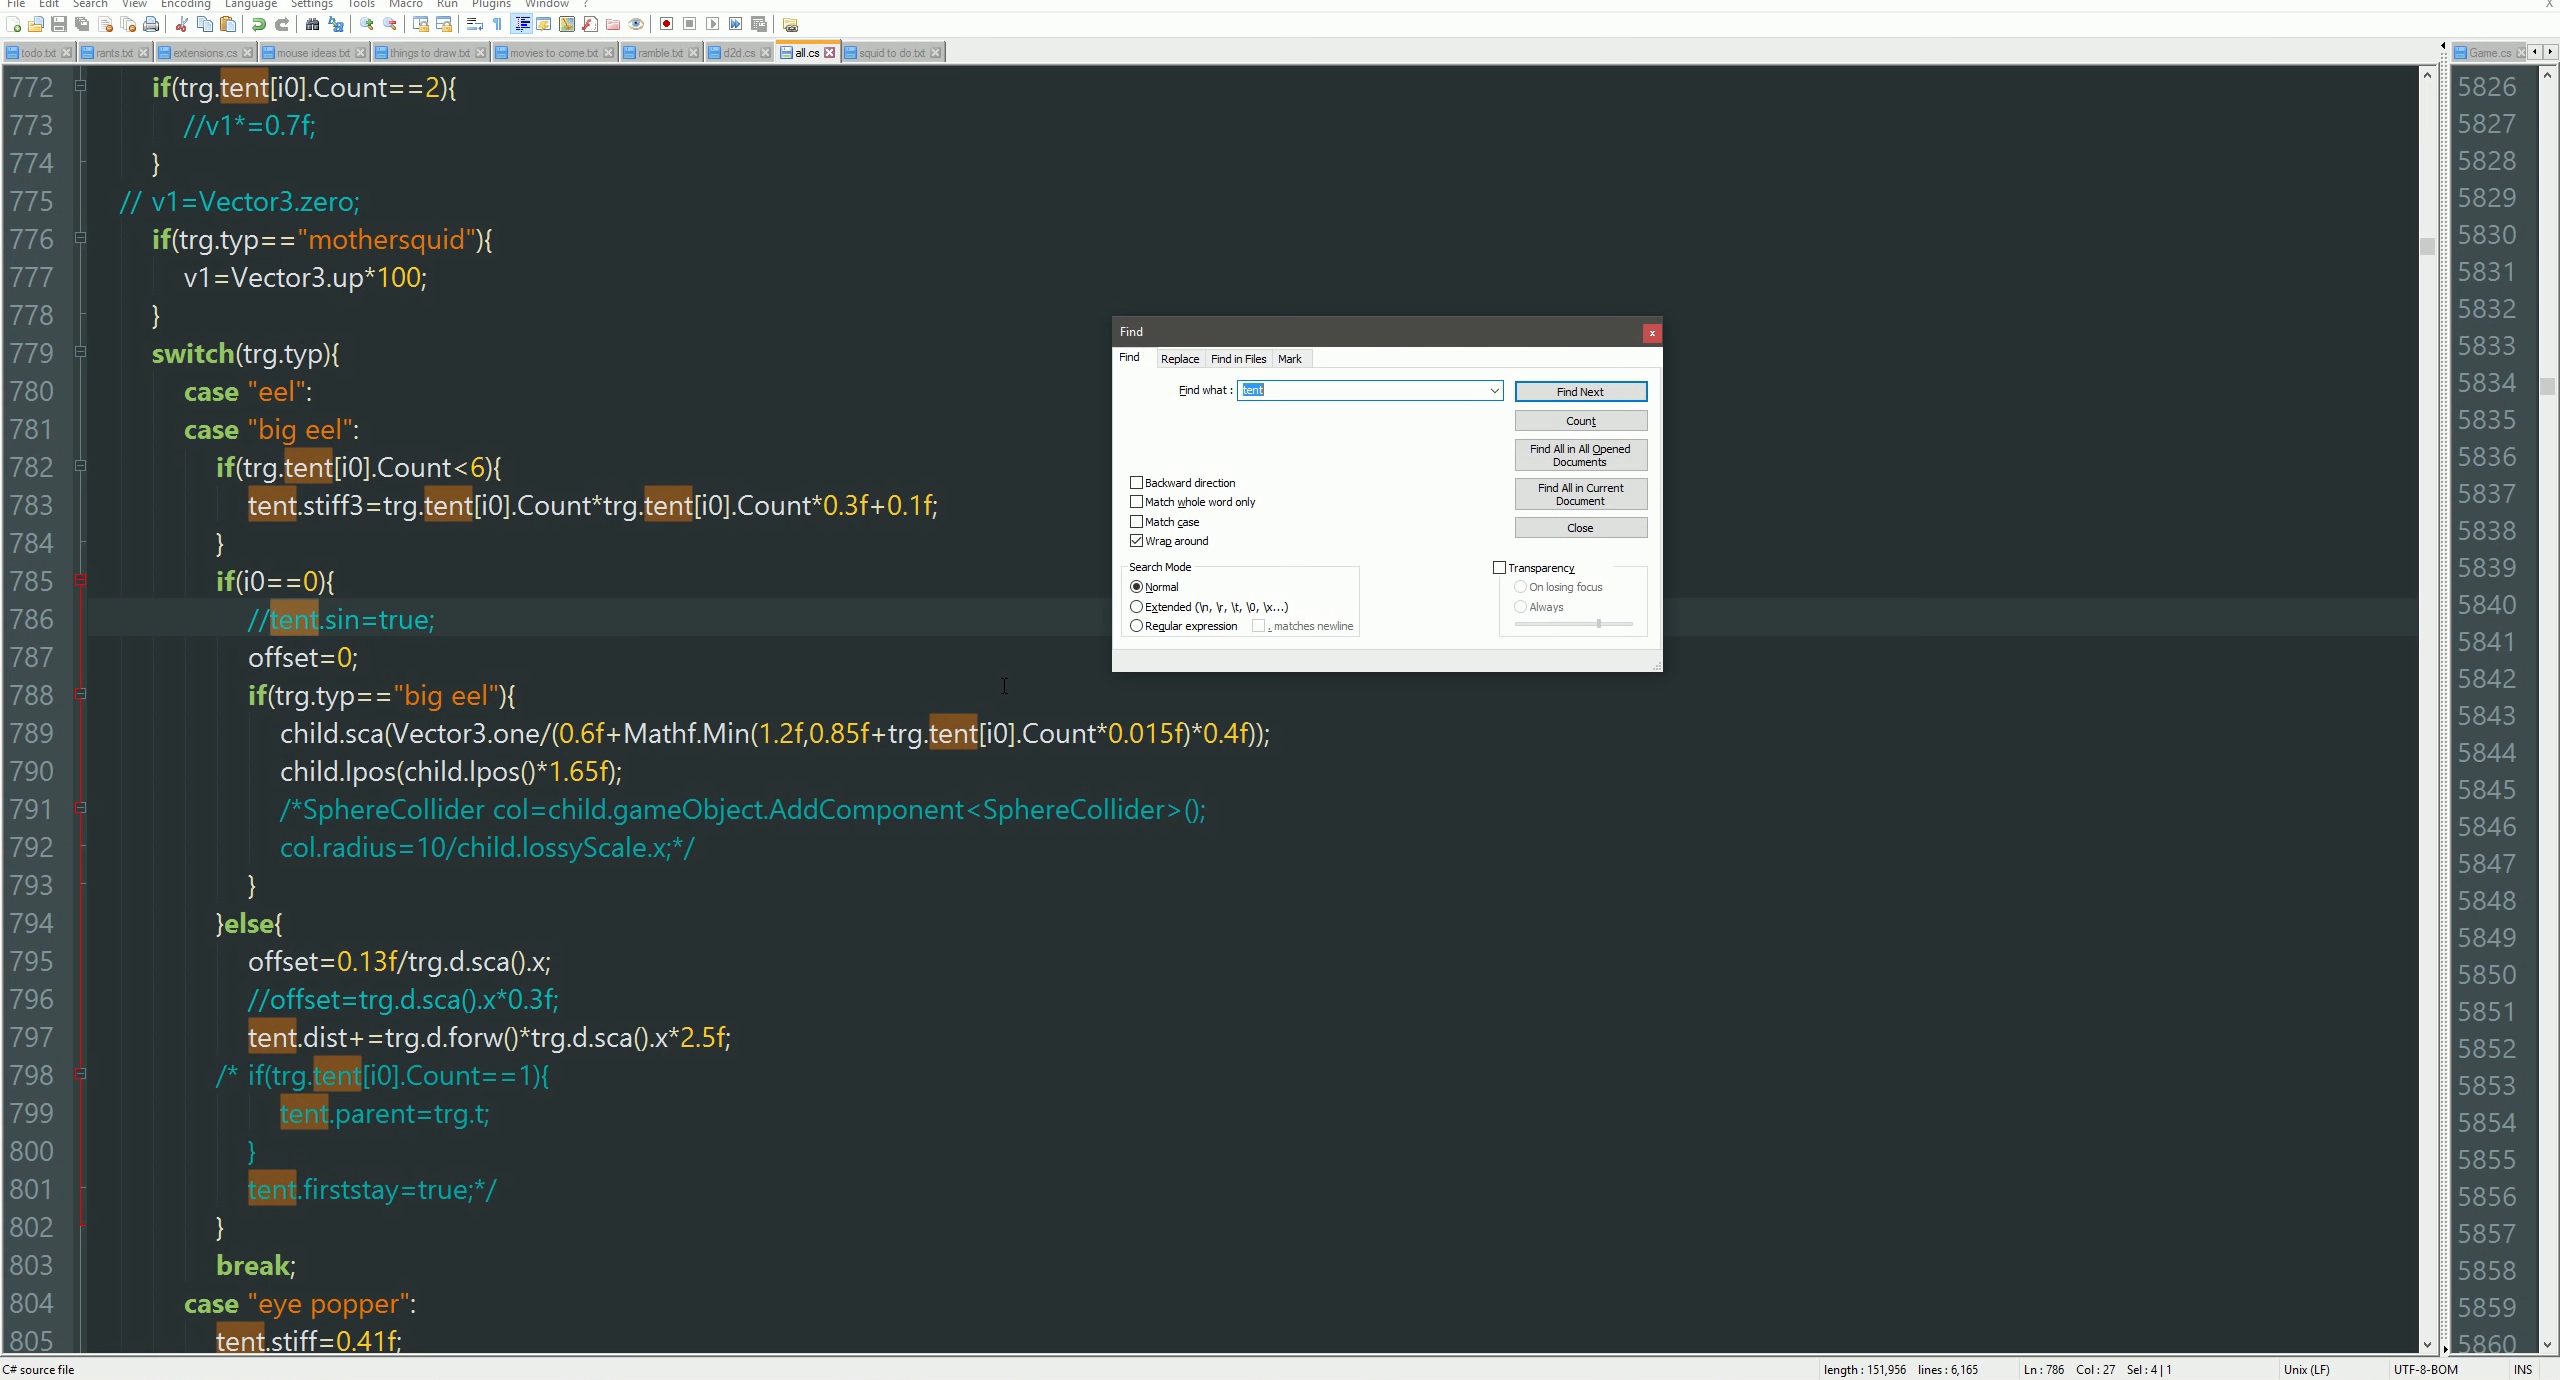 File Edit Search View Encoding Language Settings Tools Macro Run Plugins Window ? X
todo.txt rants.txt extensions.cs mouse ideas.txt things to draw.txt movies to come.txt ramble.txt d2d.cs all.cs squid to do.txt Game.cs
772 if(trg.tent[i0].Count==2){
773 //v1*=0.7f;
774 }
775 // v1=Vector3.zero;
776 if(trg.typ=="mothersquid"){
777 v1=Vector3.up*100;
778 }
779 switch(trg.typ){
780 case "eel":
781 case "big eel":
782 if(trg.tent[i0].Count<6){
783 tent.stiff3=trg.tent[i0].Count*trg.tent[i0].Count*0.3f+0.1f;
784 }
785 if(i0==0){
786 //tent.sin=true;
787 offset=0;
788 if(trg.typ=="big eel"){
789 child.sca(Vector3.one/(0.6f+Mathf.Min(1.2f,0.85f+trg.tent[i0].Count*0.015f)*0.4f));
790 child.lpos(child.lpos()*1.65f);
791 /*SphereCollider col=child.gameObject.AddComponent<SphereCollider>();
792 col.radius=10/child.lossyScale.x;*/
793 }
794 }else{
795 offset=0.13f/trg.d.sca().x;
796 //offset=trg.d.sca().x*0.3f;
797 tent.dist+=trg.d.forw()*trg.d.sca().x*2.5f;
798 /* if(trg.tent[i0].Count==1){
799 tent.parent=trg.t;
800 }
801 tent.firststay=true;*/
802 }
803 break;
804 case "eye popper":
805 tent.stiff=0.41f;
Find x
Find Replace Find in Files Mark
Find what : tent
Find Next
Count
Find All in All Opened
Documents
Find All in Current
Document
Close
Backward direction
Match whole word only
Match case
Wrap around
Search Mode
Normal
Extended (\n, \r, \t, \0, \x...)
Regular expression . matches newline
Transparency
On losing focus
Always
5826
5827
5828
5829
5830
5831
5832
5833
5834
5835
5836
5837
5838
5839
5840
5841
5842
5843
5844
5845
5846
5847
5848
5849
5850
5851
5852
5853
5854
5855
5856
5857
5858
5859
5860
C# source file length : 151,956 lines : 6,165 Ln : 786 Col : 27 Sel : 4 | 1 Unix (LF) UTF-8-BOM INS